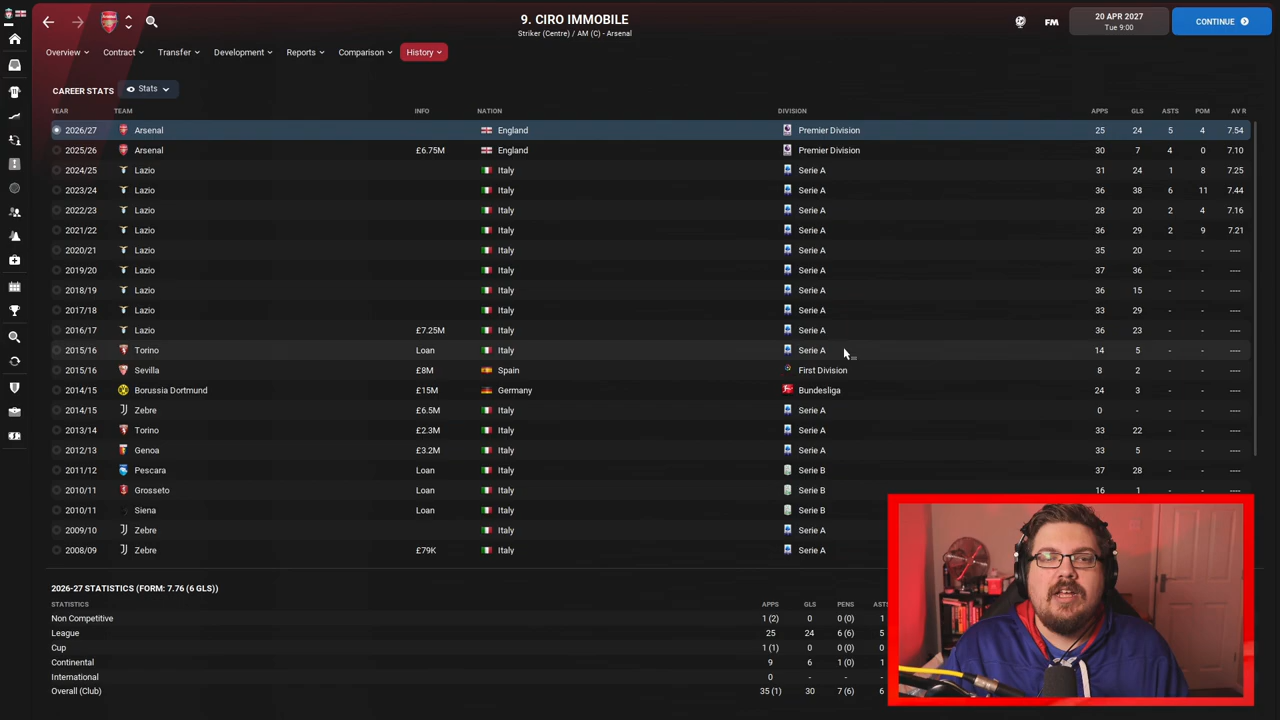 9. CIRO IMMOBILE
Striker (Centre) / AM (C) - Arsenal
FM
20 APR 2027
Tue 9:00
CONTINUE
Overview Contract Transfer Development Reports Comparison History
CAREER STATS Stats
YEAR TEAM INFO NATION DIVISION APPS GLS ASTS POM AV R
2026/27 Arsenal England Premier Division 25 24 5 4 7.54
2025/26 Arsenal £6.75M England Premier Division 30 7 4 0 7.10
2024/25 Lazio Italy Serie A 31 24 1 8 7.25
2023/24 Lazio Italy Serie A 36 38 6 11 7.44
2022/23 Lazio Italy Serie A 28 20 2 4 7.16
2021/22 Lazio Italy Serie A 36 29 2 9 7.21
2020/21 Lazio Italy Serie A 35 20 - - ----
2019/20 Lazio Italy Serie A 37 36 - - ----
2018/19 Lazio Italy Serie A 36 15 - - ----
2017/18 Lazio Italy Serie A 33 29 - - ----
2016/17 Lazio £7.25M Italy Serie A 36 23 - - ----
2015/16 Torino Loan Italy Serie A 14 5 - - ----
2015/16 Sevilla £8M Spain First Division 8 2 - - ----
2014/15 Borussia Dortmund £15M Germany Bundesliga 24 3 - - ----
2014/15 Zebre £6.5M Italy Serie A 0 - - - ----
2013/14 Torino £2.3M Italy Serie A 33 22 - - ----
2012/13 Genoa £3.2M Italy Serie A 33 5 - - ----
2011/12 Pescara Loan Italy Serie B 37 28 - - ----
2010/11 Grosseto Loan Italy Serie B 16 1 - - ----
2010/11 Siena Loan Italy Serie B
2009/10 Zebre Italy Serie A
2008/09 Zebre £79K Italy Serie A
2026-27 STATISTICS (FORM: 7.76 (6 GLS))
STATISTICS APPS GLS PENS ASTS
Non Competitive 1 (2) 0 0 (0) 1
League 25 24 6 (6) 5
Cup 1 (1) 0 0 (0) 0
Continental 9 6 1 (0) 1
International 0 - - -
Overall (Club) 35 (1) 30 7 (6) 6